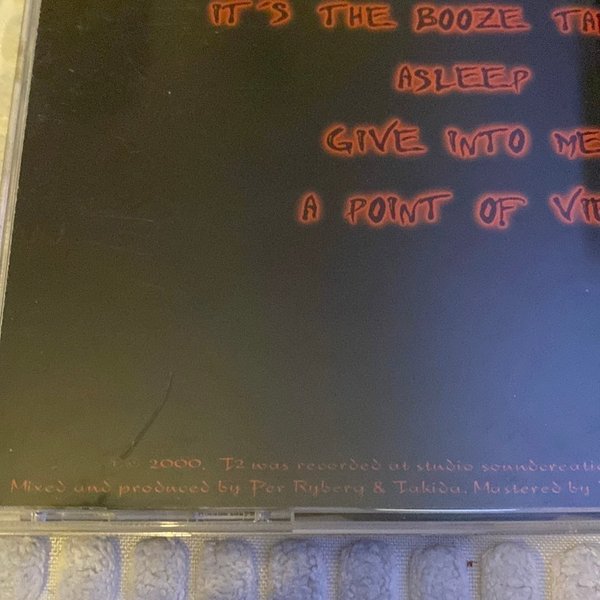 IT'S THE BOOZE TA
ASLEEP
GIVE INTO ME
A POINT OF VIE
2000. T2 was recorded at studio soundcreatio
Mixed and produced by Per Ryberg & Takida. Mastered by